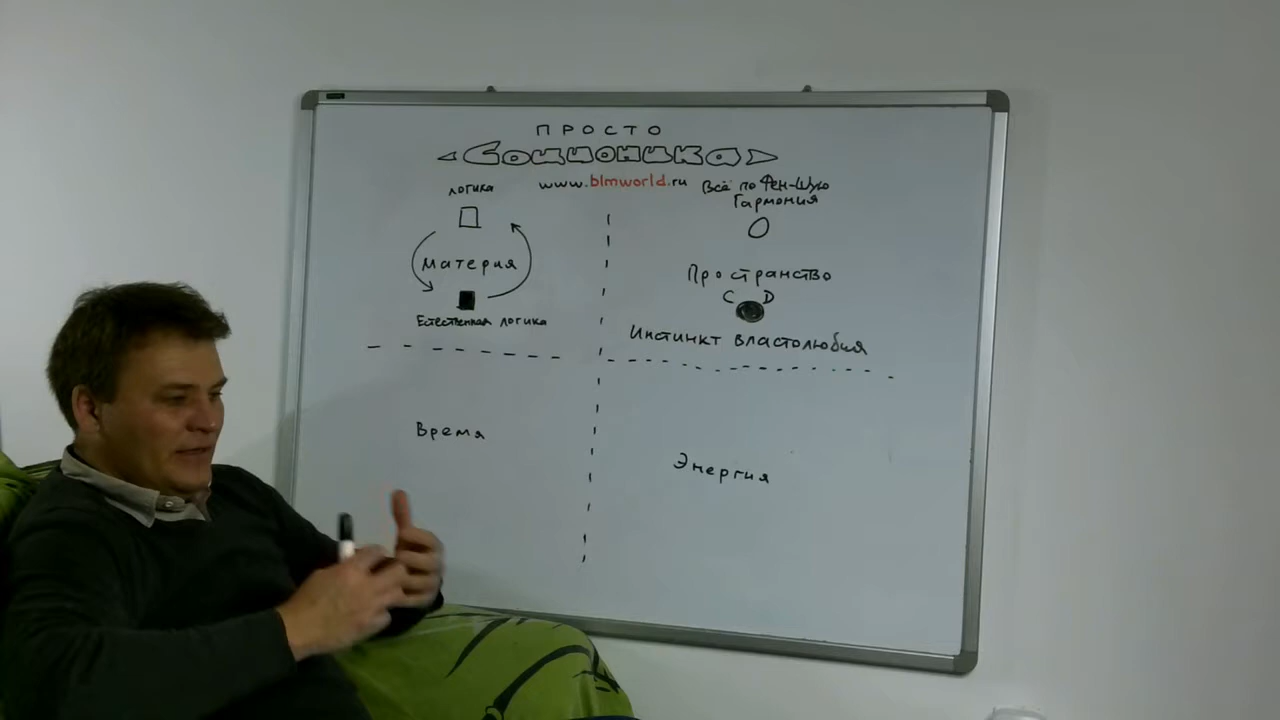 ПРОСТО
Соционика
www.blmworld.ru
логика
Материя
Естественная логика
Всё по Фен-Шую
Гармония
Пространство
C D
Инстинкт властолюбия
Время
Энергия